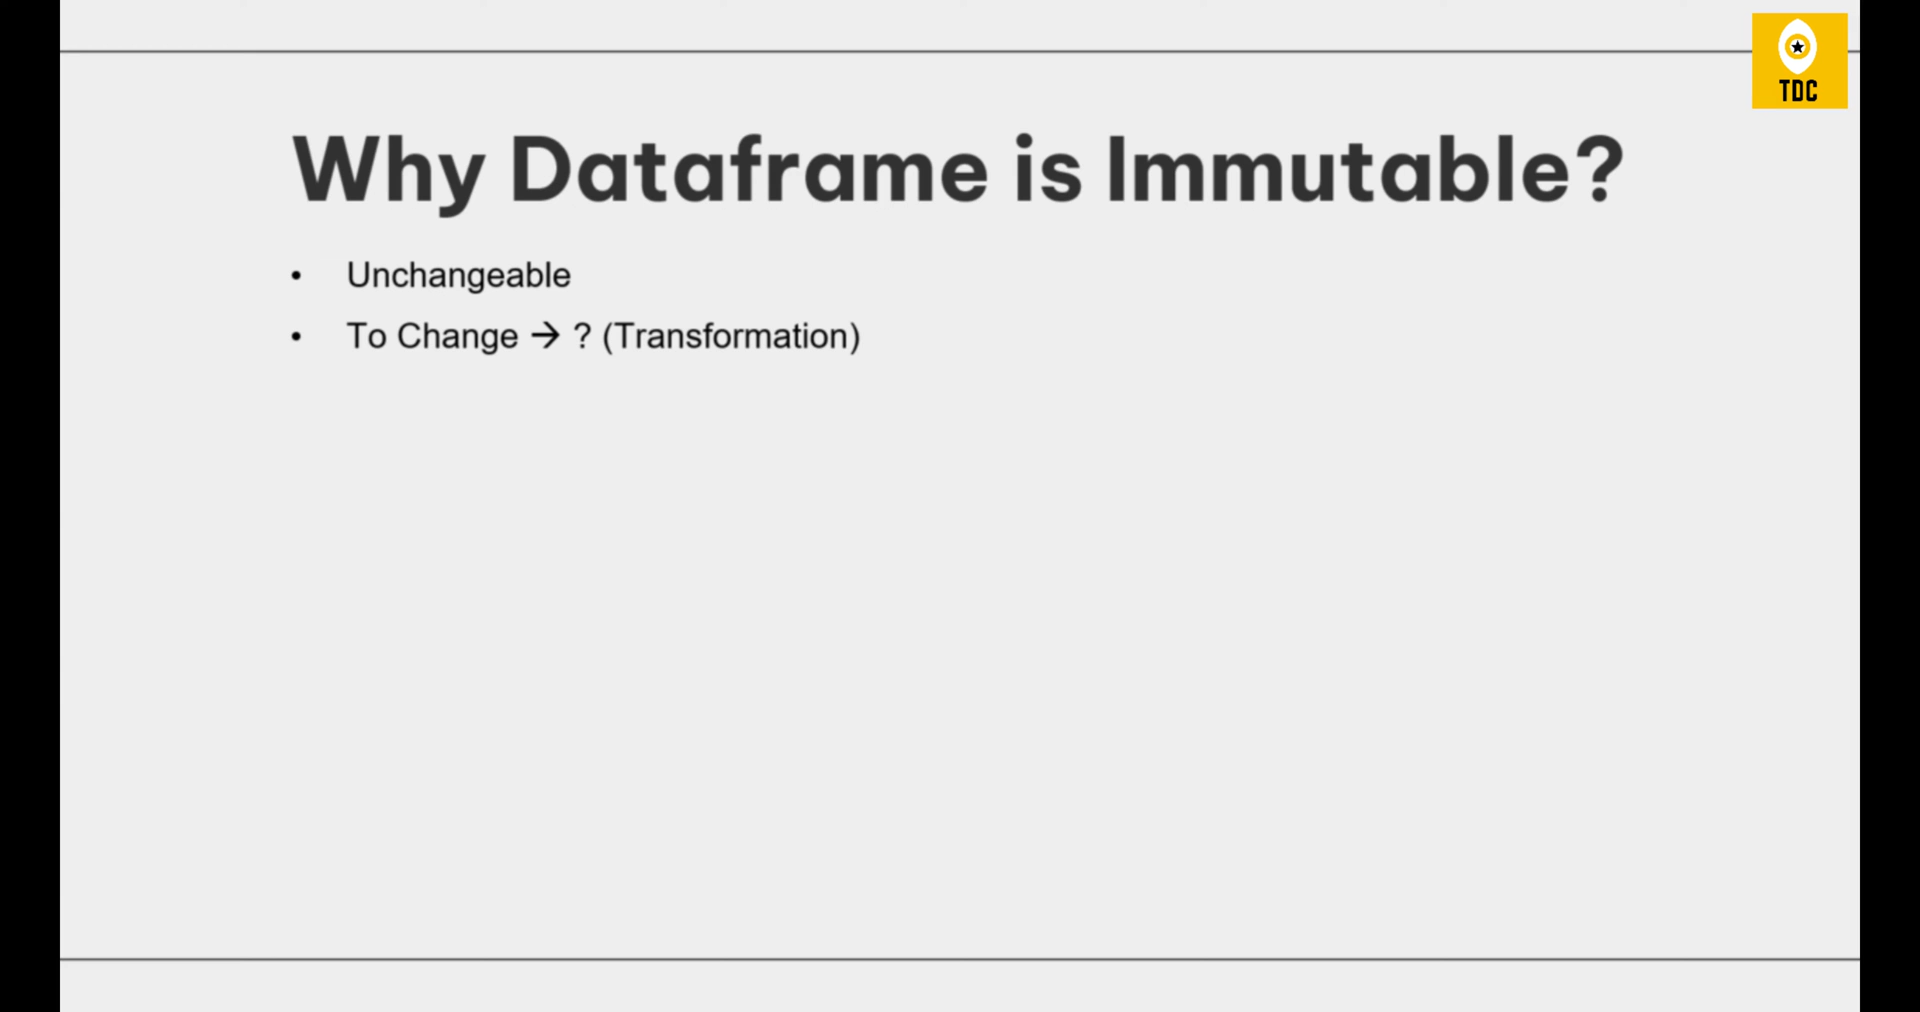 TDC
Why Dataframe is Immutable?
• Unchangeable
• To Change → ? (Transformation)